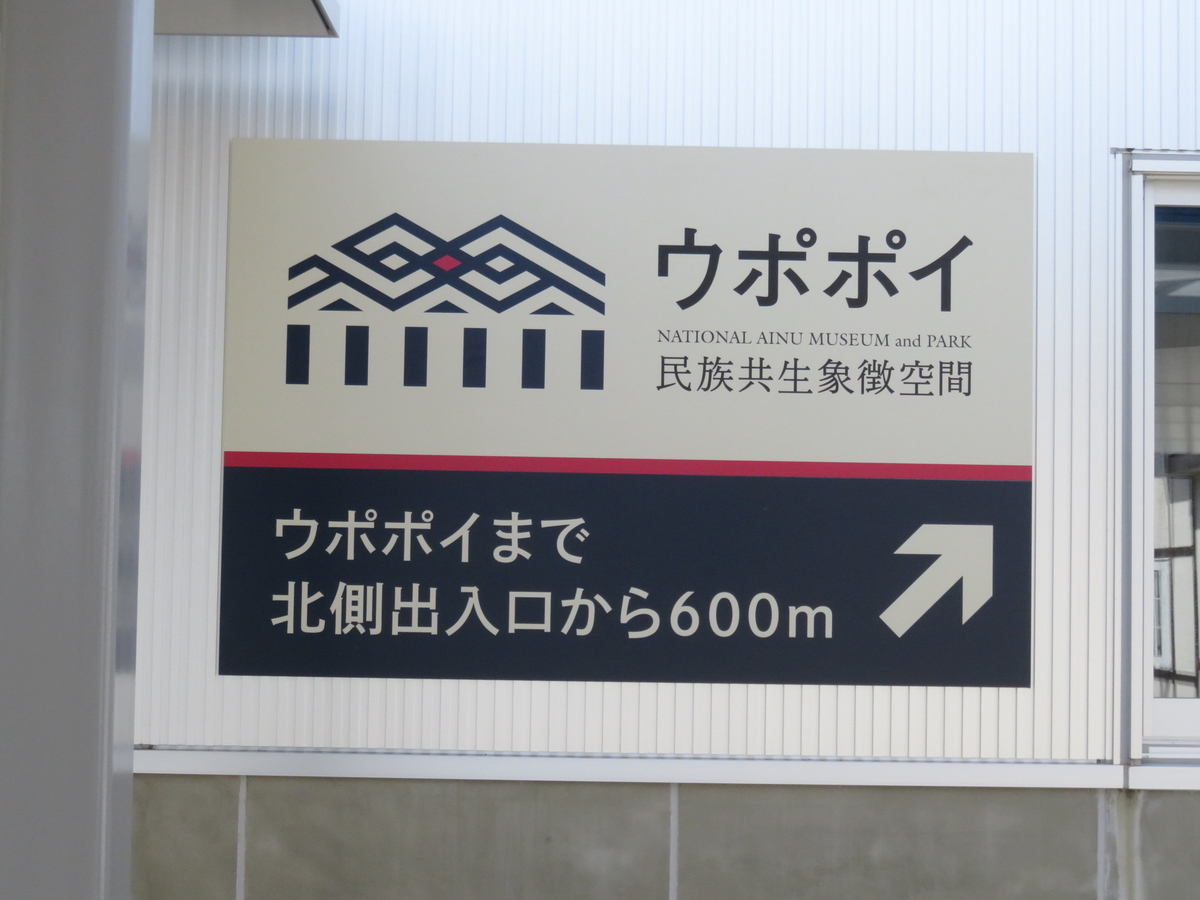 ウポポイ
NATIONAL AINU MUSEUM and PARK
民族共生象徴空間
ウポポイまで
北側出入口から600m